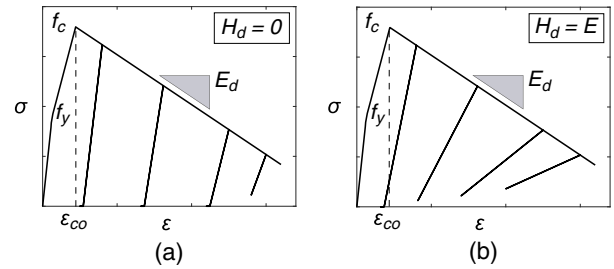 f_c
H_d = 0
E_d
σ
f_y
ε_co
ε
(a)
f_c
H_d = E
E_d
σ
f_y
ε_co
ε
(b)